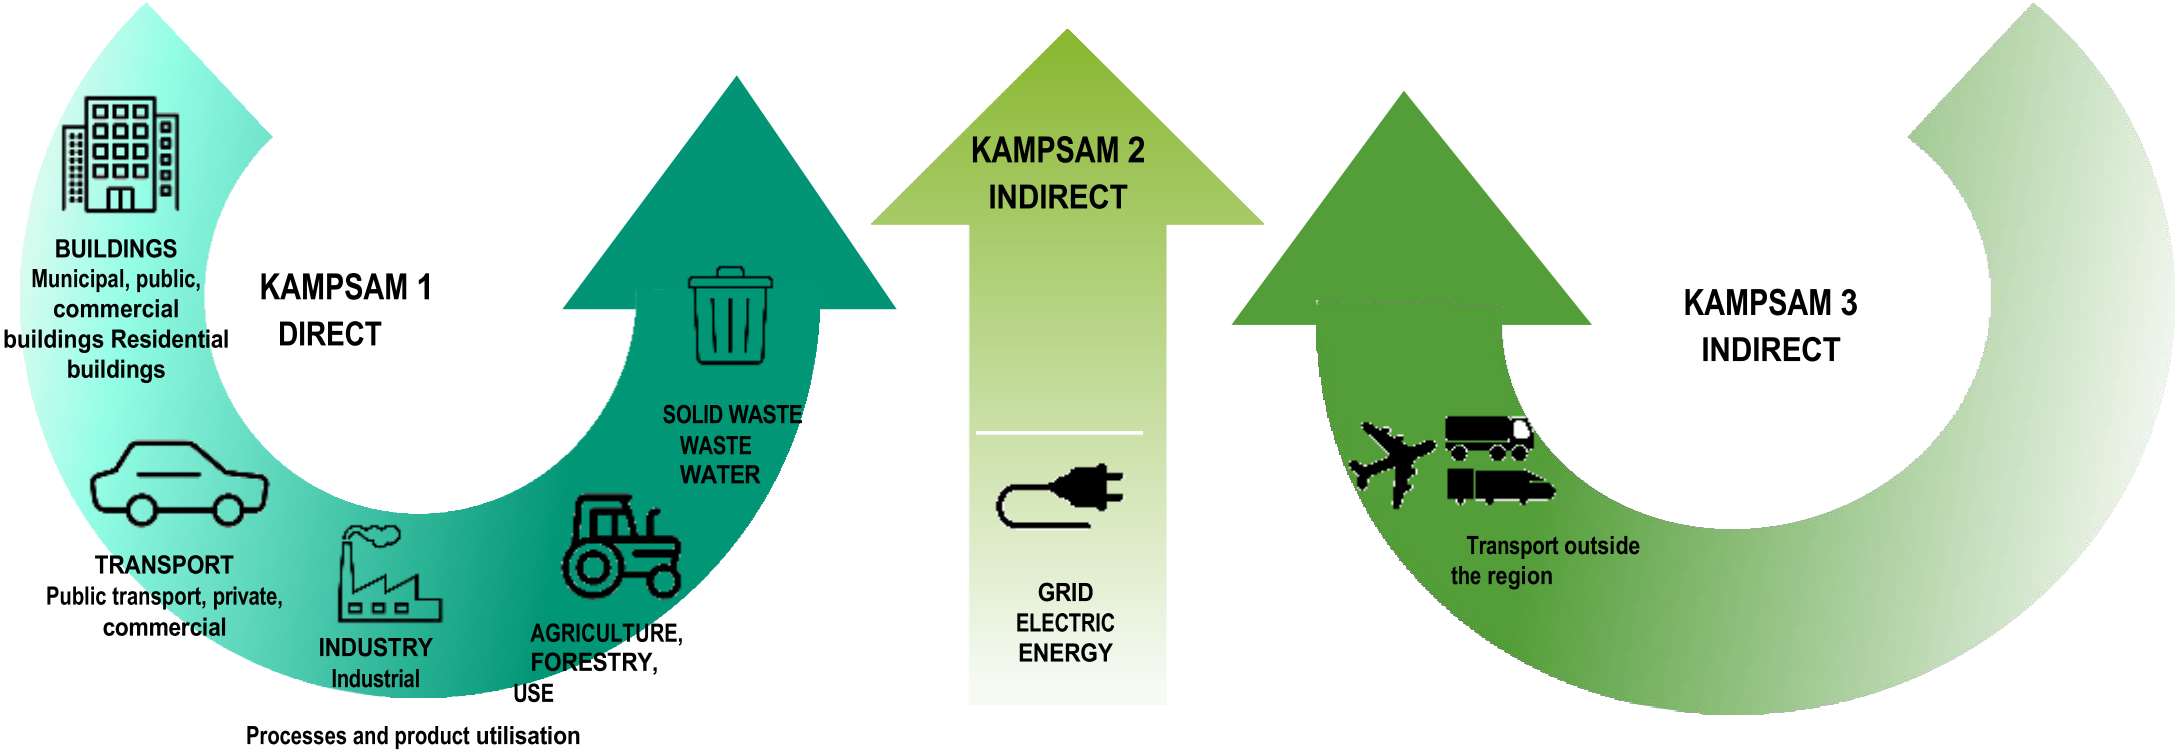 KAMPSAM 1
DIRECT
BUILDINGS
Municipal, public,
commercial
buildings Residential
buildings
TRANSPORT
Public transport, private,
commercial
INDUSTRY
Industrial
Processes and product utilisation
AGRICULTURE,
FORESTRY,
USE
SOLID WASTE
WASTE
WATER
KAMPSAM 2
INDIRECT
GRID
ELECTRIC
ENERGY
KAMPSAM 3
INDIRECT
Transport outside
the region